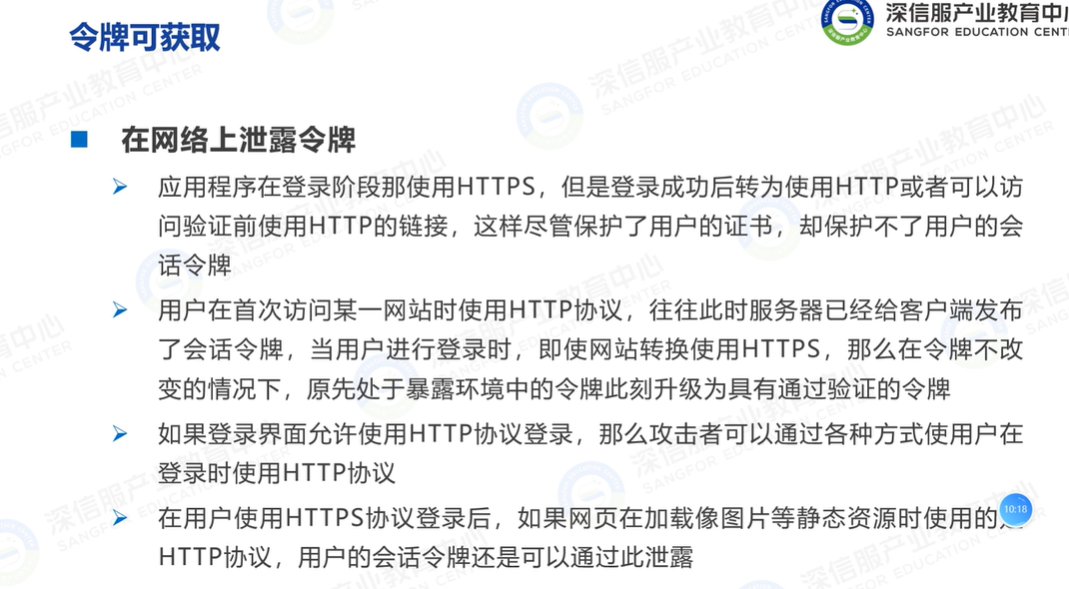 令牌可获取
深信服产业教育中
SANGFOR EDUCATION CENT
在网络上泄露令牌
应用程序在登录阶段那使用HTTPS，但是登录成功后转为使用HTTP或者可以访
问验证前使用HTTP的链接，这样尽管保护了用户的证书，却保护不了用户的会
话令牌
用户在首次访问某一网站时使用HTTP协议，往往此时服务器已经给客户端发布
了会话令牌，当用户进行登录时，即使网站转换使用HTTPS，那么在令牌不改
变的情况下，原先处于暴露环境中的令牌此刻升级为具有通过验证的令牌
如果登录界面允许使用HTTP协议登录，那么攻击者可以通过各种方式使用户在
登录时使用HTTP协议
在用户使用HTTPS协议登录后，如果网页在加载像图片等静态资源时使用的
10:18
HTTP协议，用户的会话令牌还是可以通过此泄露